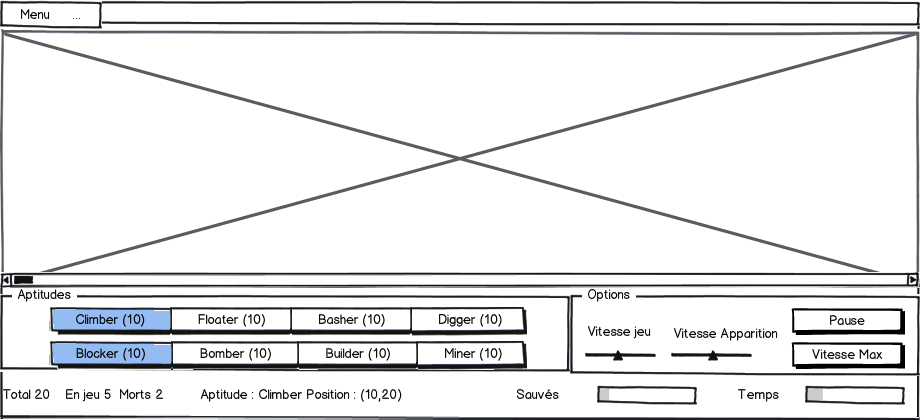 Menu ...
Aptitudes
Options
Climber (10) Floater (10) Basher (10) Digger (10)
Vitesse jeu Vitesse Apparition Pause
Blocker (10) Bomber (10) Builder (10) Miner (10)
Vitesse Max
Total 20 En jeu 5 Morts 2 Aptitude : Climber Position : (10,20) Sauvés Temps